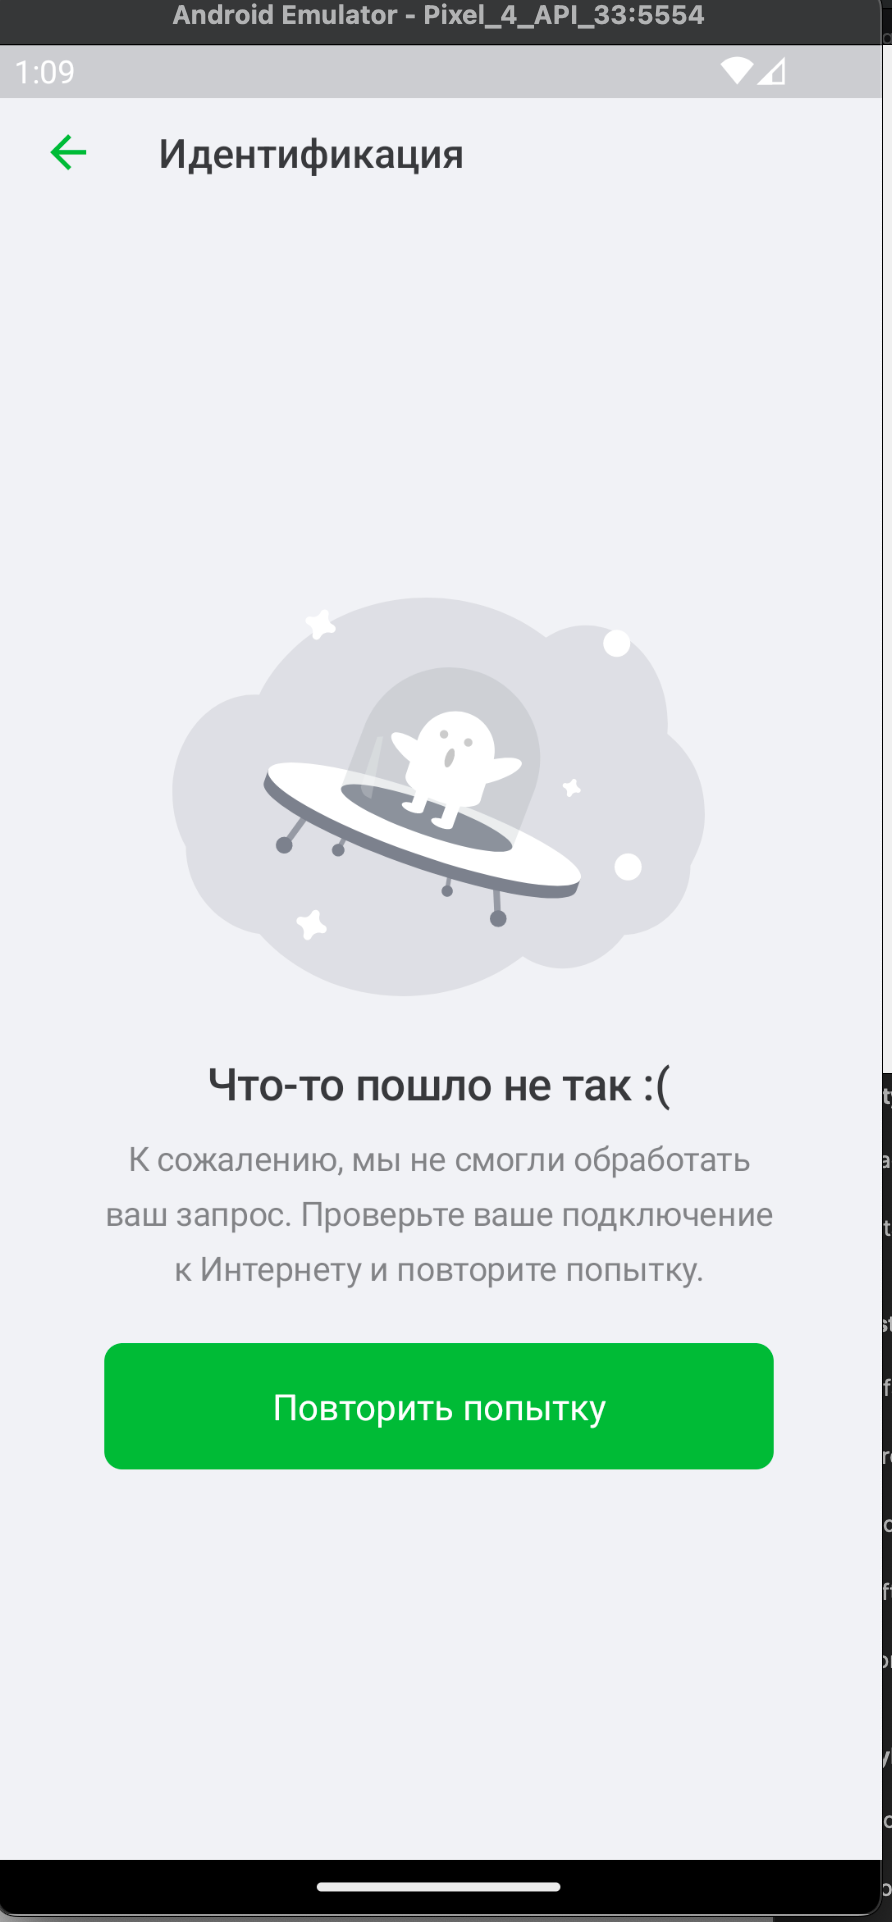 Android Emulator - Pixel_4_API_33:5554
1:09
Идентификация
Что-то пошло не так :(
К сожалению, мы не смогли обработать
ваш запрос. Проверьте ваше подключение
к Интернету и повторите попытку.
Повторить попытку